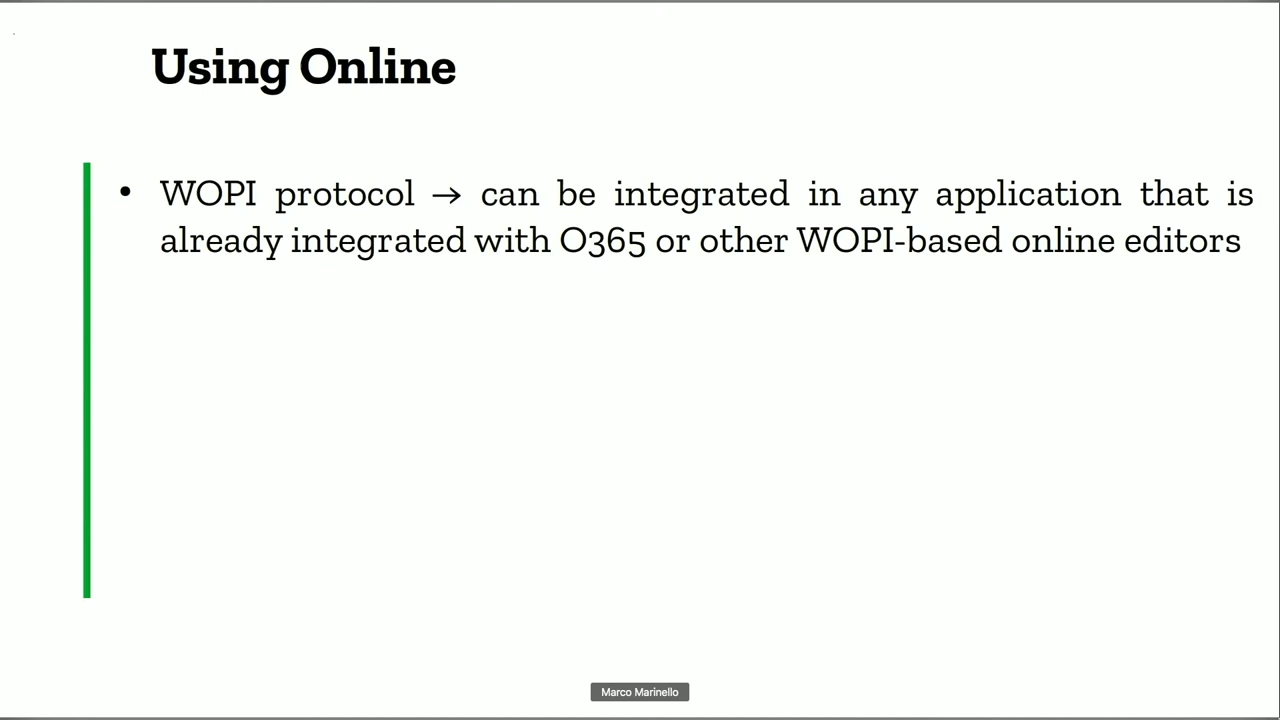 Using Online
• WOPI protocol → can be integrated in any application that is
already integrated with O365 or other WOPI-based online editors
Marco Marinello